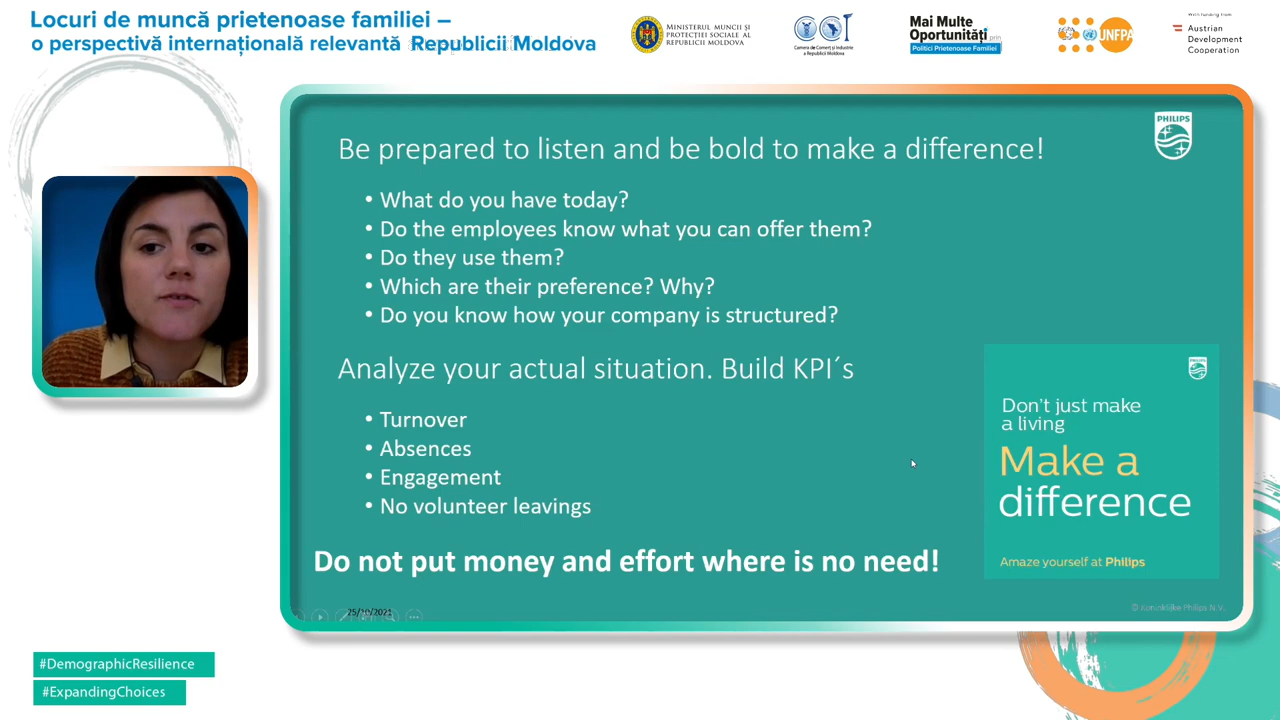 Locuri de muncă prietenoase familiei –
o perspectivă internațională relevantă Republicii Moldova
MINISTERUL MUNCII ȘI
PROTECȚIEI SOCIALE AL
REPUBLICII MOLDOVA
Camera de Comerț și Industrie
a Republicii Moldova
Mai Multe
Oportunități prin
Politici Prietenoase Familiei
UNFPA
With funding from
Austrian
Development
Cooperation
PHILIPS
Be prepared to listen and be bold to make a difference!
• What do you have today?
• Do the employees know what you can offer them?
• Do they use them?
• Which are their preference? Why?
• Do you know how your company is structured?
Analyze your actual situation. Build KPI´s
• Turnover
• Absences
• Engagement
• No volunteer leavings
Do not put money and effort where is no need!
Don't just make
a living
Make a
difference
Amaze yourself at Philips
25/10/2021
© Koninklijke Philips N.V.
#DemographicResilience
#ExpandingChoices